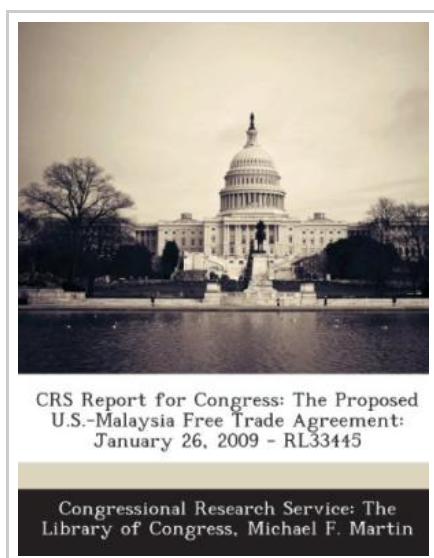 CRS Report for Congress: The Proposed
U.S.-Malaysia Free Trade Agreement:
January 26, 2009 - RL33445
Congressional Research Service: The
Library of Congress, Michael F. Martin